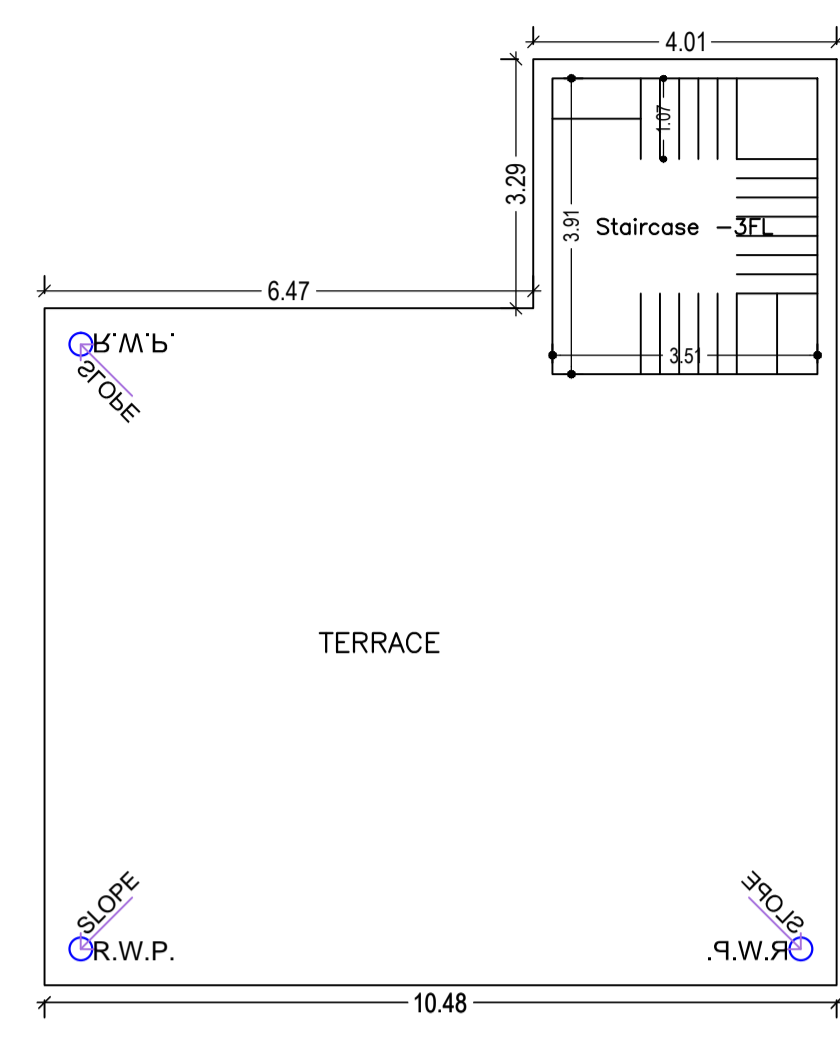 4.01
1.07
3.29
3.91
Staircase -3FL
6.47
R.W.P.
SLOPE
3.51
TERRACE
SLOPE
SLOPE
R.W.P.
R.W.P.
10.48